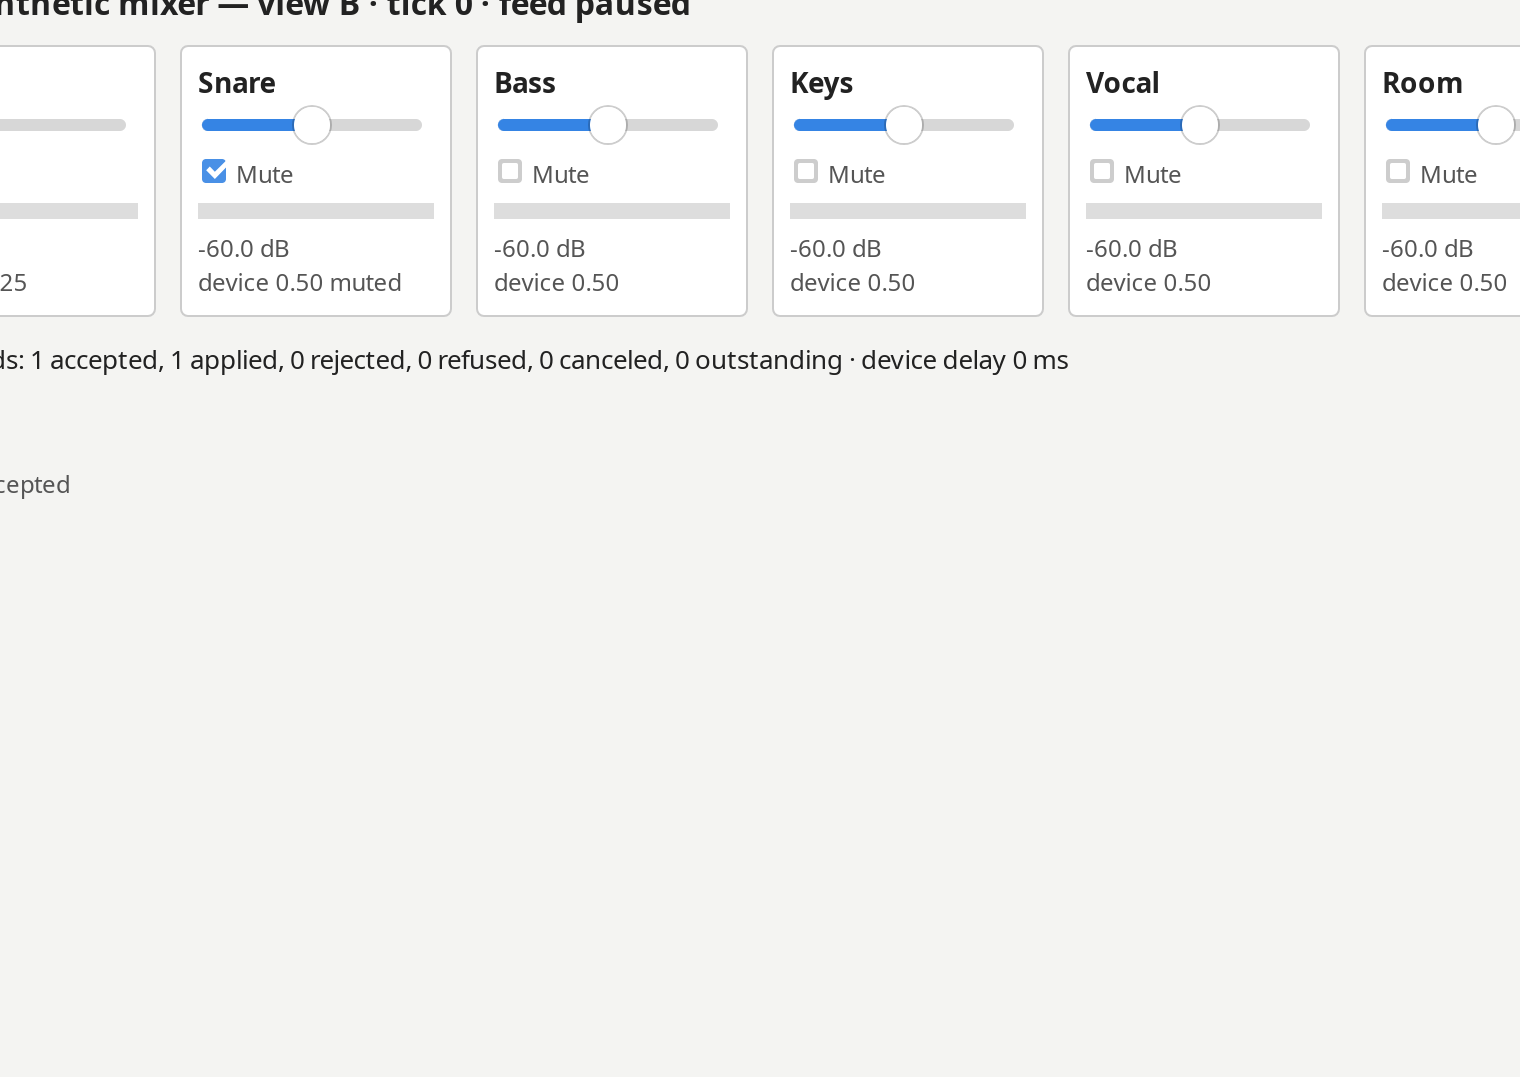 nthetic mixer — view B · tick 0 · feed paused
Snare
Bass
Keys
Vocal
Room
Mute
Mute
Mute
Mute
Mute
-60.0 dB
-60.0 dB
-60.0 dB
-60.0 dB
-60.0 dB
25
device 0.50 muted
device 0.50
device 0.50
device 0.50
device 0.50
ds: 1 accepted, 1 applied, 0 rejected, 0 refused, 0 canceled, 0 outstanding · device delay 0 ms
cepted